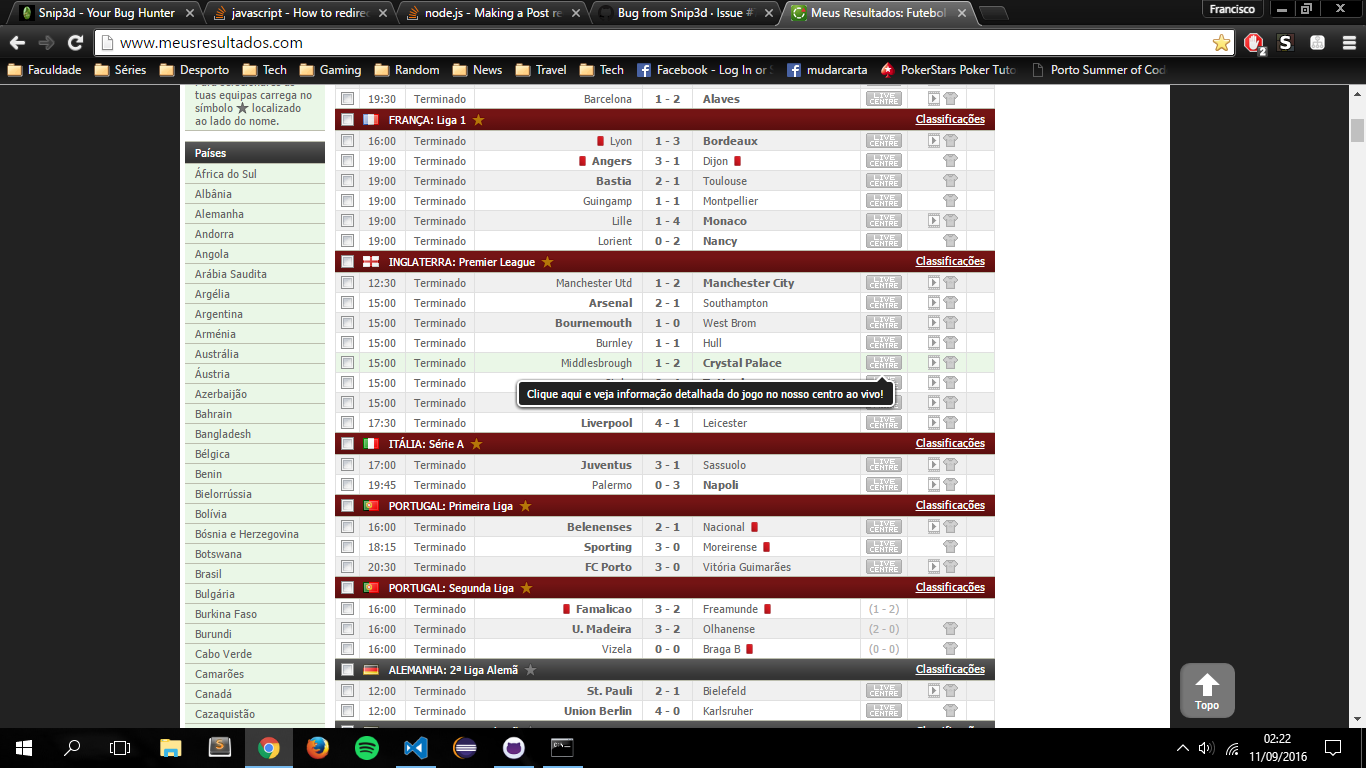 Snip3d - Your Bug Hunter
javascript - How to redirec
node.js - Making a Post re
Bug from Snip3d · Issue #
Meus Resultados: Futebol
Francisco
www.meusresultados.com
2
Faculdade
Séries
Desporto
Tech
Gaming
Random
News
Travel
Tech
Facebook - Log In or S
mudarcarta
PokerStars Poker Tuto
Porto Summer of Cod
tuas equipas carrega no
símbolo ★ localizado
ao lado do nome.
Países
África do Sul
Albânia
Alemanha
Andorra
Angola
Arábia Saudita
Argélia
Argentina
Arménia
Austrália
Áustria
Azerbaijão
Bahrain
Bangladesh
Bélgica
Benin
Bielorrússia
Bolívia
Bósnia e Herzegovina
Botswana
Brasil
Bulgária
Burkina Faso
Burundi
Cabo Verde
Camarões
Canadá
Cazaquistão
19:30 Terminado Barcelona 1 - 2 Alaves LIVE CENTRE
FRANÇA: Liga 1 ★ Classificações
16:00 Terminado Lyon 1 - 3 Bordeaux LIVE CENTRE
19:00 Terminado Angers 3 - 1 Dijon LIVE CENTRE
19:00 Terminado Bastia 2 - 1 Toulouse LIVE CENTRE
19:00 Terminado Guingamp 1 - 1 Montpellier LIVE CENTRE
19:00 Terminado Lille 1 - 4 Monaco LIVE CENTRE
19:00 Terminado Lorient 0 - 2 Nancy LIVE CENTRE
INGLATERRA: Premier League ★ Classificações
12:30 Terminado Manchester Utd 1 - 2 Manchester City LIVE CENTRE
15:00 Terminado Arsenal 2 - 1 Southampton LIVE CENTRE
15:00 Terminado Bournemouth 1 - 0 West Brom LIVE CENTRE
15:00 Terminado Burnley 1 - 1 Hull LIVE CENTRE
15:00 Terminado Middlesbrough 1 - 2 Crystal Palace LIVE CENTRE
15:00 Terminado
Clique aqui e veja informação detalhada do jogo no nosso centro ao vivo!
15:00 Terminado
17:30 Terminado Liverpool 4 - 1 Leicester LIVE CENTRE
ITÁLIA: Série A ★ Classificações
17:00 Terminado Juventus 3 - 1 Sassuolo LIVE CENTRE
19:45 Terminado Palermo 0 - 3 Napoli LIVE CENTRE
PORTUGAL: Primeira Liga ★ Classificações
16:00 Terminado Belenenses 2 - 1 Nacional LIVE CENTRE
18:15 Terminado Sporting 3 - 0 Moreirense LIVE CENTRE
20:30 Terminado FC Porto 3 - 0 Vitória Guimarães LIVE CENTRE
PORTUGAL: Segunda Liga ★ Classificações
16:00 Terminado Famalicao 3 - 2 Freamunde (1 - 2)
16:00 Terminado U. Madeira 3 - 2 Olhanense (2 - 0)
16:00 Terminado Vizela 0 - 0 Braga B (0 - 0)
ALEMANHA: 2ª Liga Alemã ★ Classificações
12:00 Terminado St. Pauli 2 - 1 Bielefeld LIVE CENTRE
12:00 Terminado Union Berlin 4 - 0 Karlsruher LIVE CENTRE
Topo
02:22
11/09/2016